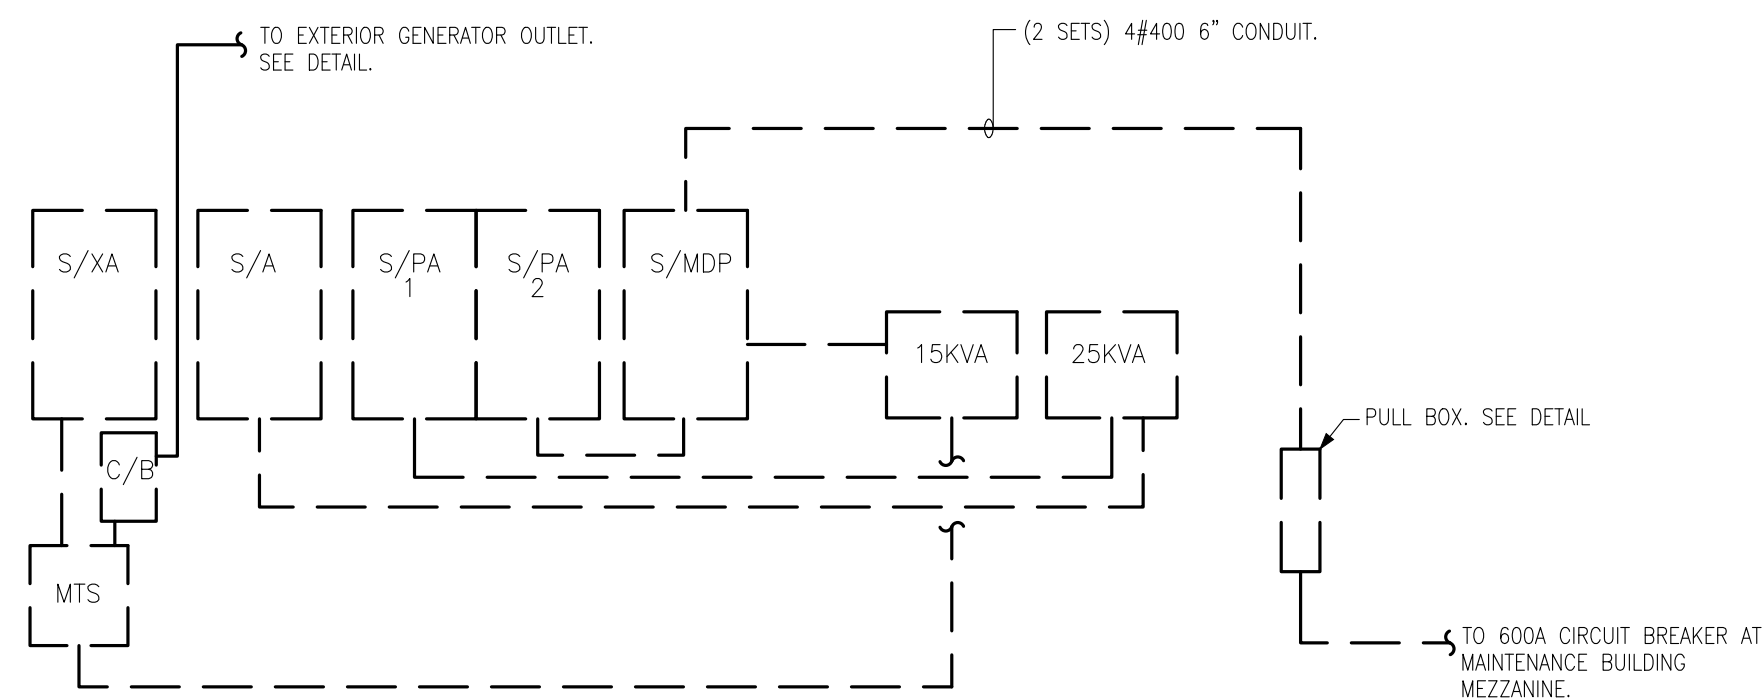 TO EXTERIOR GENERATOR OUTLET.
SEE DETAIL.
(2 SETS) 4#400 6" CONDUIT.
S/XA
S/A
S/PA
1
S/PA
2
S/MDP
15KVA
25KVA
PULL BOX. SEE DETAIL
C/B
MTS
TO 600A CIRCUIT BREAKER AT
MAINTENANCE BUILDING
MEZZANINE.